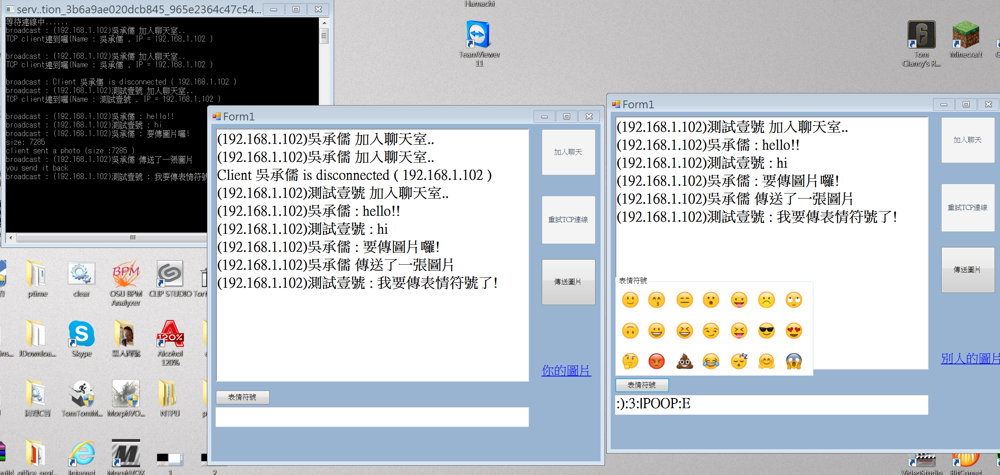 serv..tion_3b6a9ae020dcb845_965e2364c47c54...
等待連線中......
broadcast : (192.168.1.102)吳承儒 加入聊天室..
TCP client連到囉(Name : 吳承儒 , IP = 192.168.1.102 )
broadcast : (192.168.1.102)吳承儒 加入聊天室..
TCP client連到囉(Name : 吳承儒 , IP = 192.168.1.102 )
broadcast : Client 吳承儒 is disconnected ( 192.168.1.102 )
broadcast : (192.168.1.102)測試壹號 加入聊天室..
TCP client連到囉(Name : 測試壹號 , IP = 192.168.1.102 )
broadcast : (192.168.1.102)吳承儒 : hello!!
broadcast : (192.168.1.102)測試壹號 : hi
broadcast : (192.168.1.102)吳承儒 : 要傳圖片囉!
size: 7285
client sent a photo (size :7285 )
broadcast : (192.168.1.102)吳承儒 傳送了一張圖片
you send it back
broadcast : (192.168.1.102)測試壹號 : 我要傳表情符號
Hamachi
TeamViewer
11
Tom
Clancy's R...
Minecraft
Form1
(192.168.1.102)吳承儒 加入聊天室..
(192.168.1.102)吳承儒 加入聊天室..
Client 吳承儒 is disconnected ( 192.168.1.102 )
(192.168.1.102)測試壹號 加入聊天室..
(192.168.1.102)吳承儒 : hello!!
(192.168.1.102)測試壹號 : hi
(192.168.1.102)吳承儒 : 要傳圖片囉!
(192.168.1.102)吳承儒 傳送了一張圖片
(192.168.1.102)測試壹號 : 我要傳表情符號了!
加入聊天
重試TCP連線
傳送圖片
你的圖片
表情符號
Form1
(192.168.1.102)測試壹號 加入聊天室..
(192.168.1.102)吳承儒 : hello!!
(192.168.1.102)測試壹號 : hi
(192.168.1.102)吳承儒 : 要傳圖片囉!
(192.168.1.102)吳承儒 傳送了一張圖片
(192.168.1.102)測試壹號 : 我要傳表情符號了!
加入聊天
重試TCP連線
傳送圖片
別人的圖片
表情符號
表情符號
:):3:|POOP:E
音
ptime
clear
BPM
OSU BPM
Analyzer
CLIP STUDIO
Tort
ins...
JDownloa...
Skype
黑人問號
120%
Alcohol
120%
清理C曹
TomTomM...
MorphVO...
NTPU
uild
office_prof...
Internet
MorphVOX
1
2
VideoStudio
BitComet